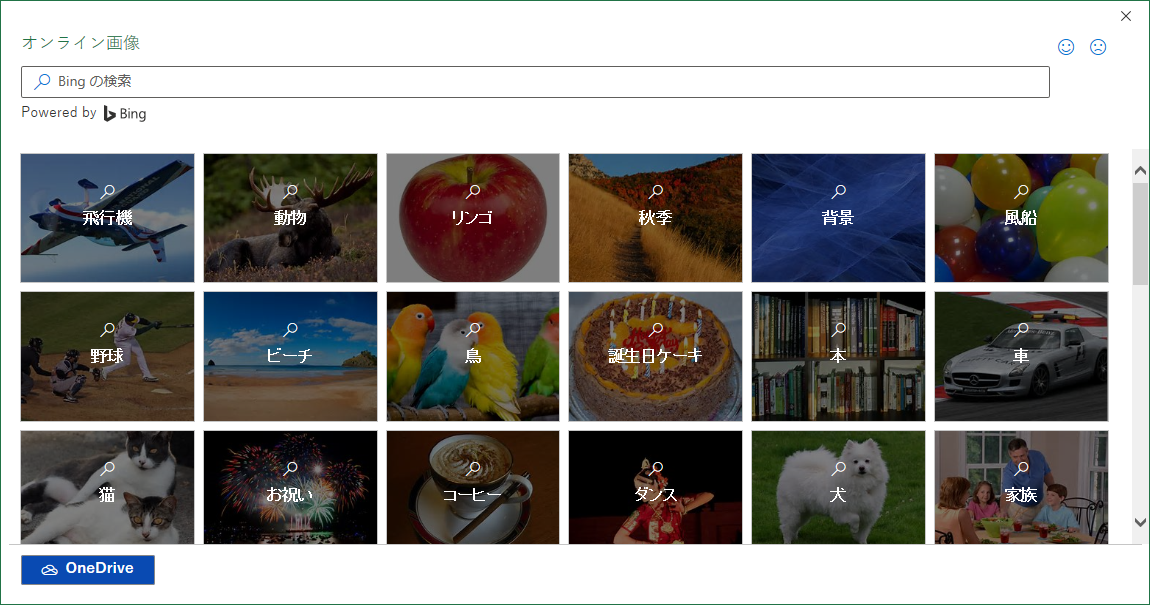 オンライン画像
Bing の検索
Powered by Bing
飛行機
動物
リンゴ
秋季
背景
風船
野球
ビーチ
鳥
誕生日ケーキ
本
車
猫
お祝い
コーヒー
ダンス
犬
家族
OneDrive